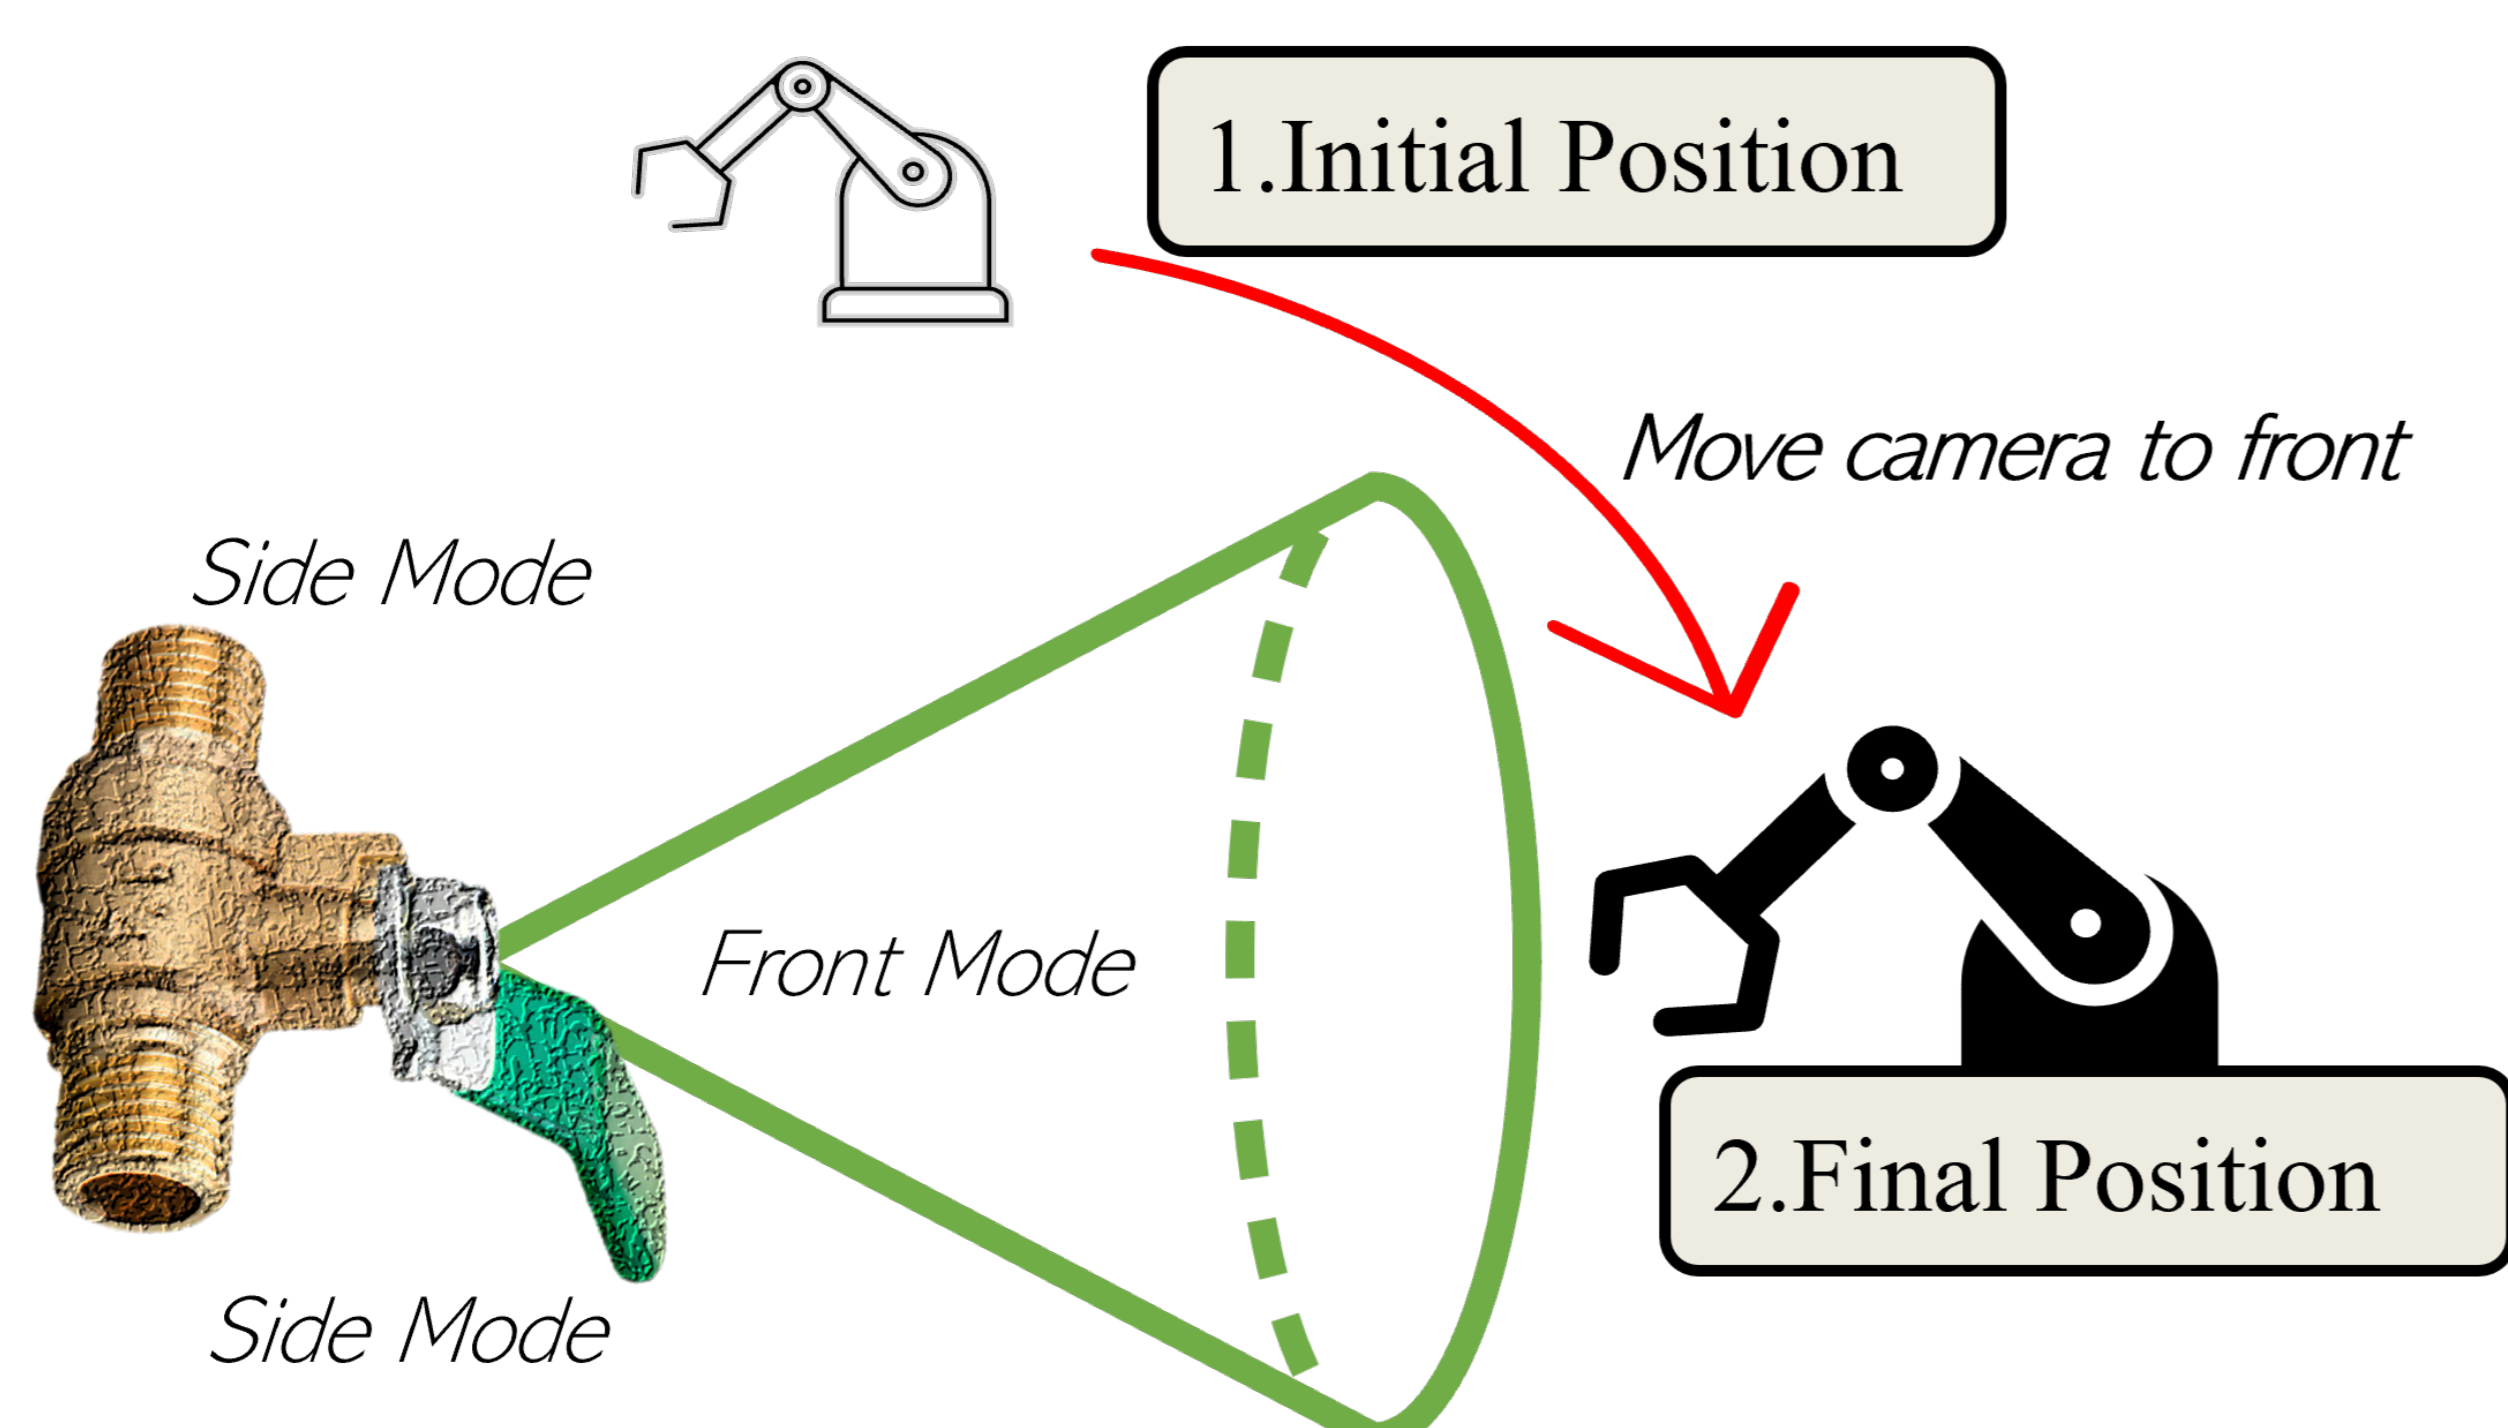 1.Initial Position
Move camera to front
Side Mode
Front Mode
2.Final Position
Side Mode